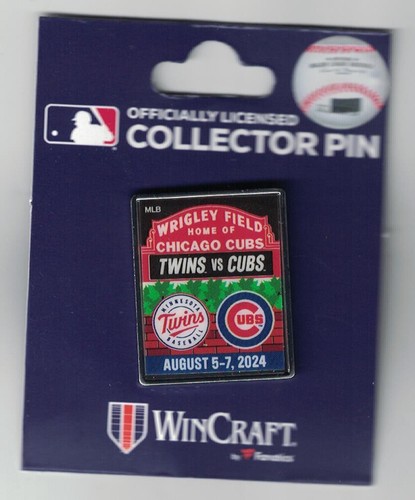 OFFICIALLY LICENSED
COLLECTOR PIN
MLB
WRIGLEY FIELD
HOME OF
CHICAGO CUBS
TWINS VS CUBS
MINNESOTA
Twins
BASEBALL
CUBS
AUGUST 5-7, 2024
WINCRAFT
by Fanatics